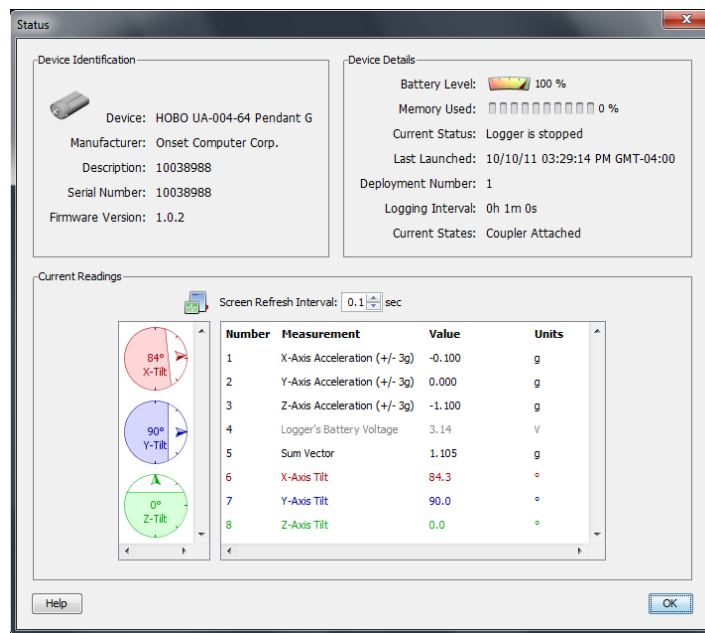 Status
Device Identification
Device: HOBO UA-004-64 Pendant G
Manufacturer: Onset Computer Corp.
Description: 10038988
Serial Number: 10038988
Firmware Version: 1.0.2
Device Details
Battery Level: 100 %
Memory Used: 0 %
Current Status: Logger is stopped
Last Launched: 10/10/11 03:29:14 PM GMT-04:00
Deployment Number: 1
Logging Interval: 0h 1m 0s
Current States: Coupler Attached
Current Readings
Screen Refresh Interval: 0.1 sec
84°
X-Tilt
90°
Y-Tilt
0°
Z-Tilt
Number Measurement Value Units
1 X-Axis Acceleration (+/- 3g) -0.100 g
2 Y-Axis Acceleration (+/- 3g) 0.000 g
3 Z-Axis Acceleration (+/- 3g) -1.100 g
4 Logger's Battery Voltage 3.14 V
5 Sum Vector 1.105 g
6 X-Axis Tilt 84.3 °
7 Y-Axis Tilt 90.0 °
8 Z-Axis Tilt 0.0 °
Help
OK